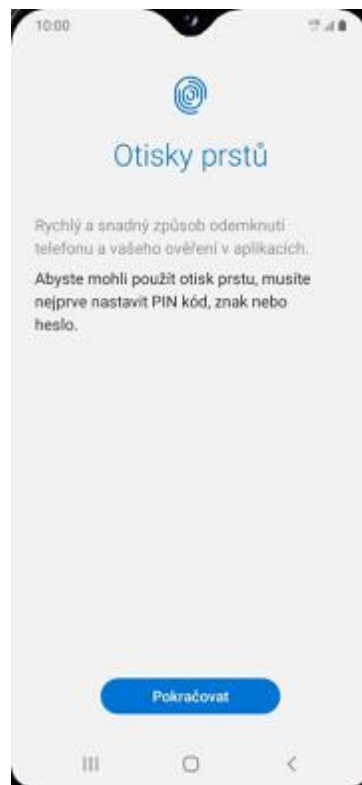 10:00
Otisky prstů
Rychlý a snadný způsob odemknutí
telefonu a vašeho ověření v aplikacích.
Abyste mohli použít otisk prstu, musíte
nejprve nastavit PIN kód, znak nebo
heslo.
Pokračovat